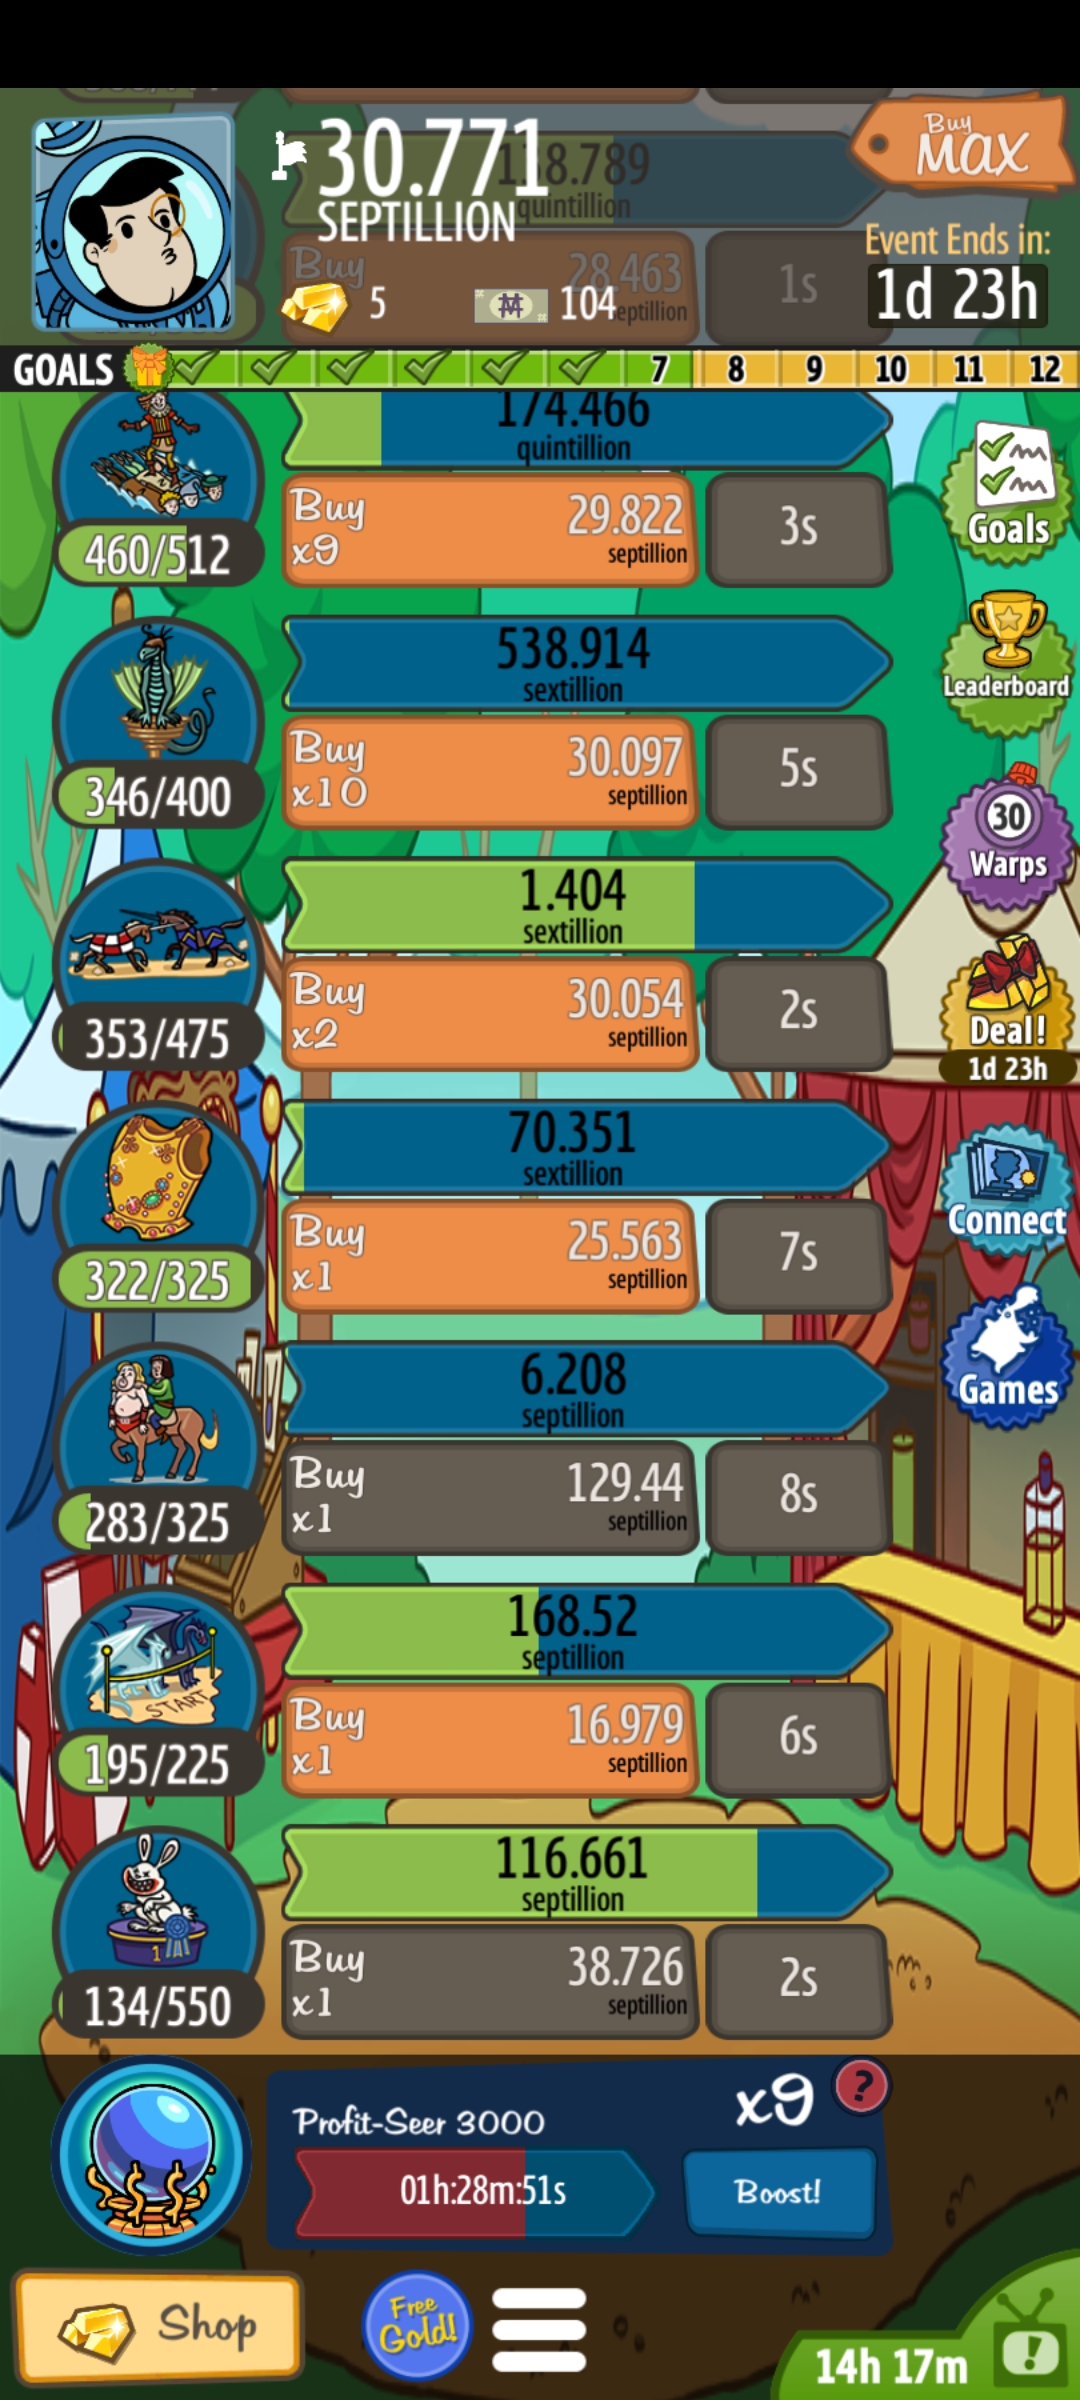 30.771
SEPTILLION
138.789
quintillion
Buy
MAX
Event Ends in:
1d 23h
Buy
28.463
septillion
1s
5
104
GOALS
7
8
9
10
11
12
174.466
quintillion
460/512
Buy
x9
29.822
septillion
3s
Goals
538.914
sextillion
346/400
Buy
x10
30.097
septillion
5s
Leaderboard
1.404
sextillion
353/475
Buy
x2
30.054
septillion
2s
30
Warps
Deal!
1d 23h
70.351
sextillion
322/325
Buy
x1
25.563
septillion
7s
Connect
6.208
septillion
283/325
Buy
x1
129.44
septillion
8s
Games
168.52
septillion
START
195/225
Buy
x1
16.979
septillion
6s
116.661
septillion
1
134/550
Buy
x1
38.726
septillion
2s
Profit-Seer 3000
x9
?
01h:28m:51s
Boost!
Shop
Free
Gold!
14h 17m
!